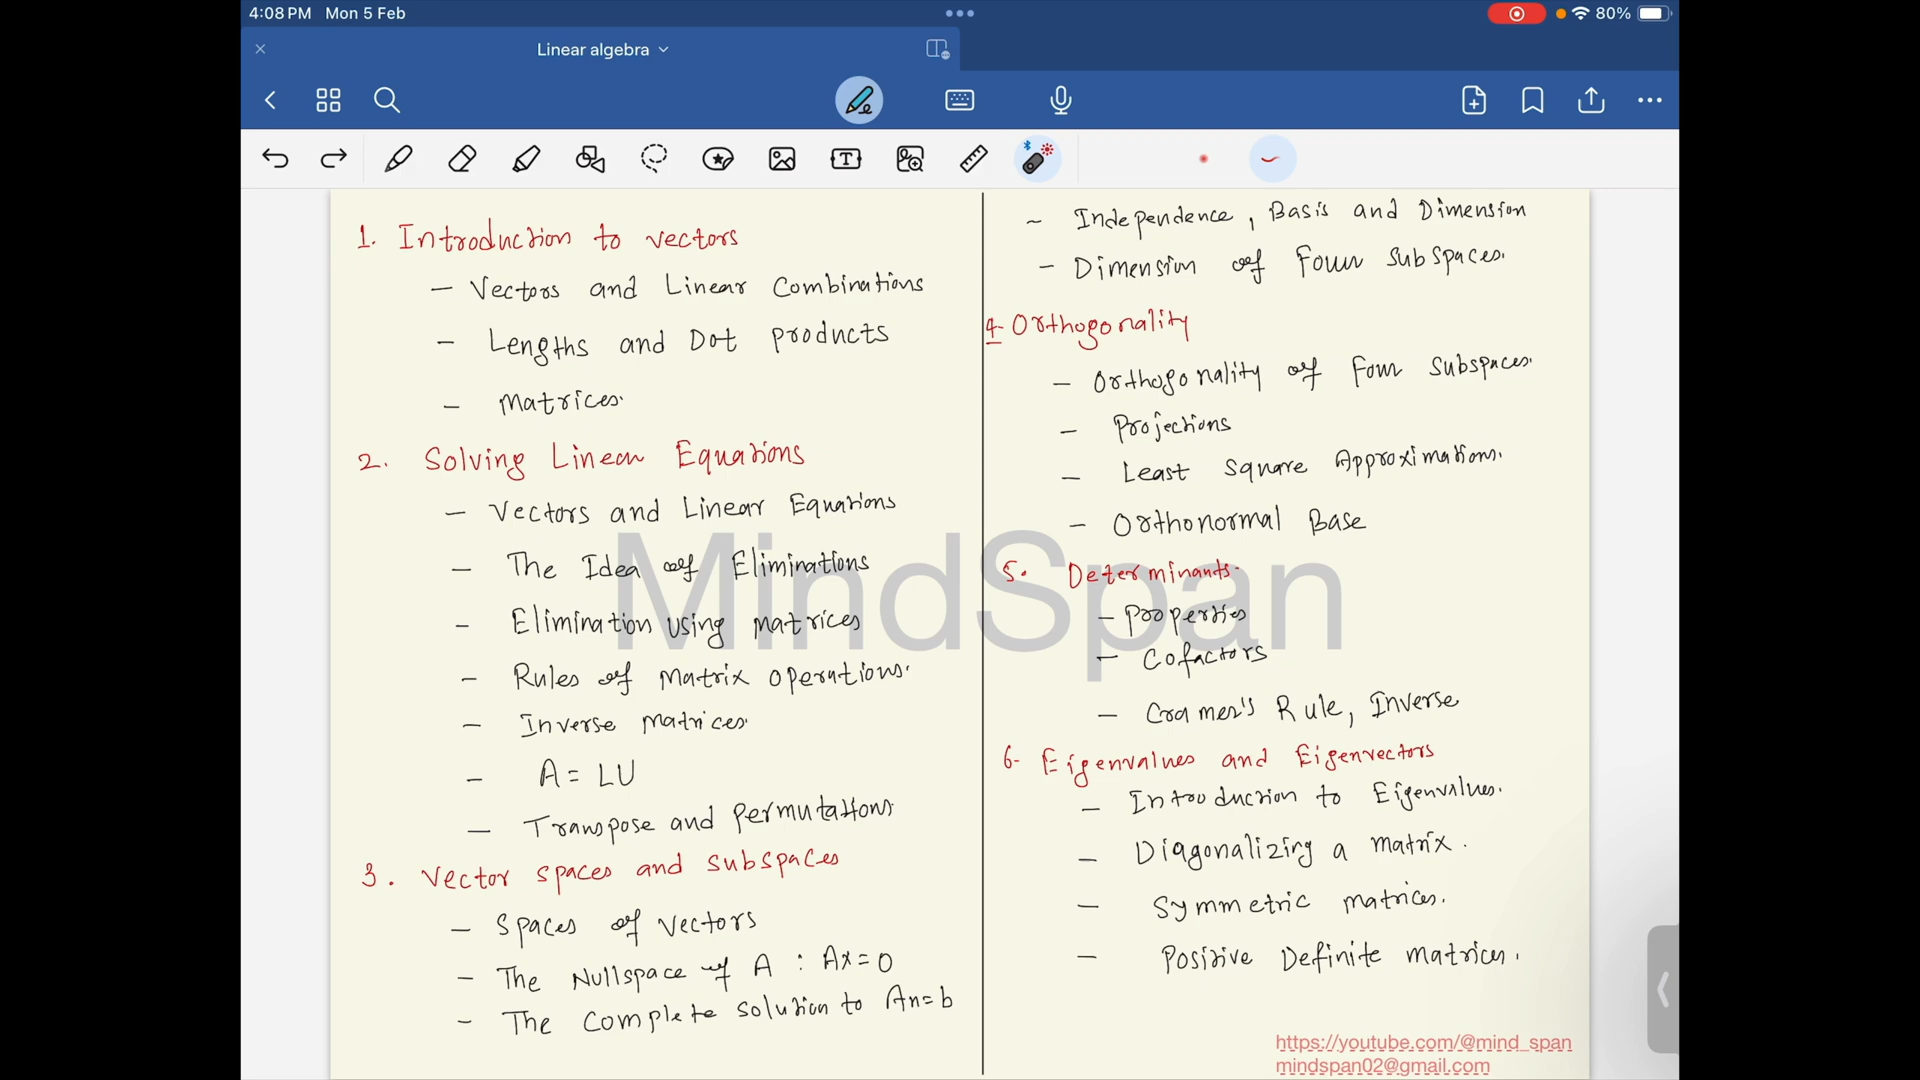 4:08 PM Mon 5 Feb
80%
Linear algebra
1. Introduction to vectors
– Vectors and Linear Combinations
– Lengths and Dot products
– Matrices.
2. Solving Linear Equations
– Vectors and Linear Equations
– The Idea of Eliminations
– Elimination using matrices
– Rules of Matrix operations.
– Inverse matrices.
– A = LU
– Transpose and Permutations.
3. Vector spaces and subspaces
– Spaces of vectors
– The Nullspace of A : Ax = 0
– The Complete solution to Ax = b
~ Independence, Basis and Dimension
– Dimension of Four Subspaces.
4- Orthogonality
– Orthogonality of Four Subspaces.
– Projections
– Least Square Approximations.
– Orthonormal Base
5. Determinants.
– Properties
– Cofactors
– Cramer's Rule, Inverse
6- Eigenvalues and Eigenvectors
– Introduction to Eigenvalues.
– Diagonalizing a matrix.
– Symmetric matrices.
– Positive Definite matrices.
MindSpan
https://youtube.com/@mind_span
mindspan02@gmail.com